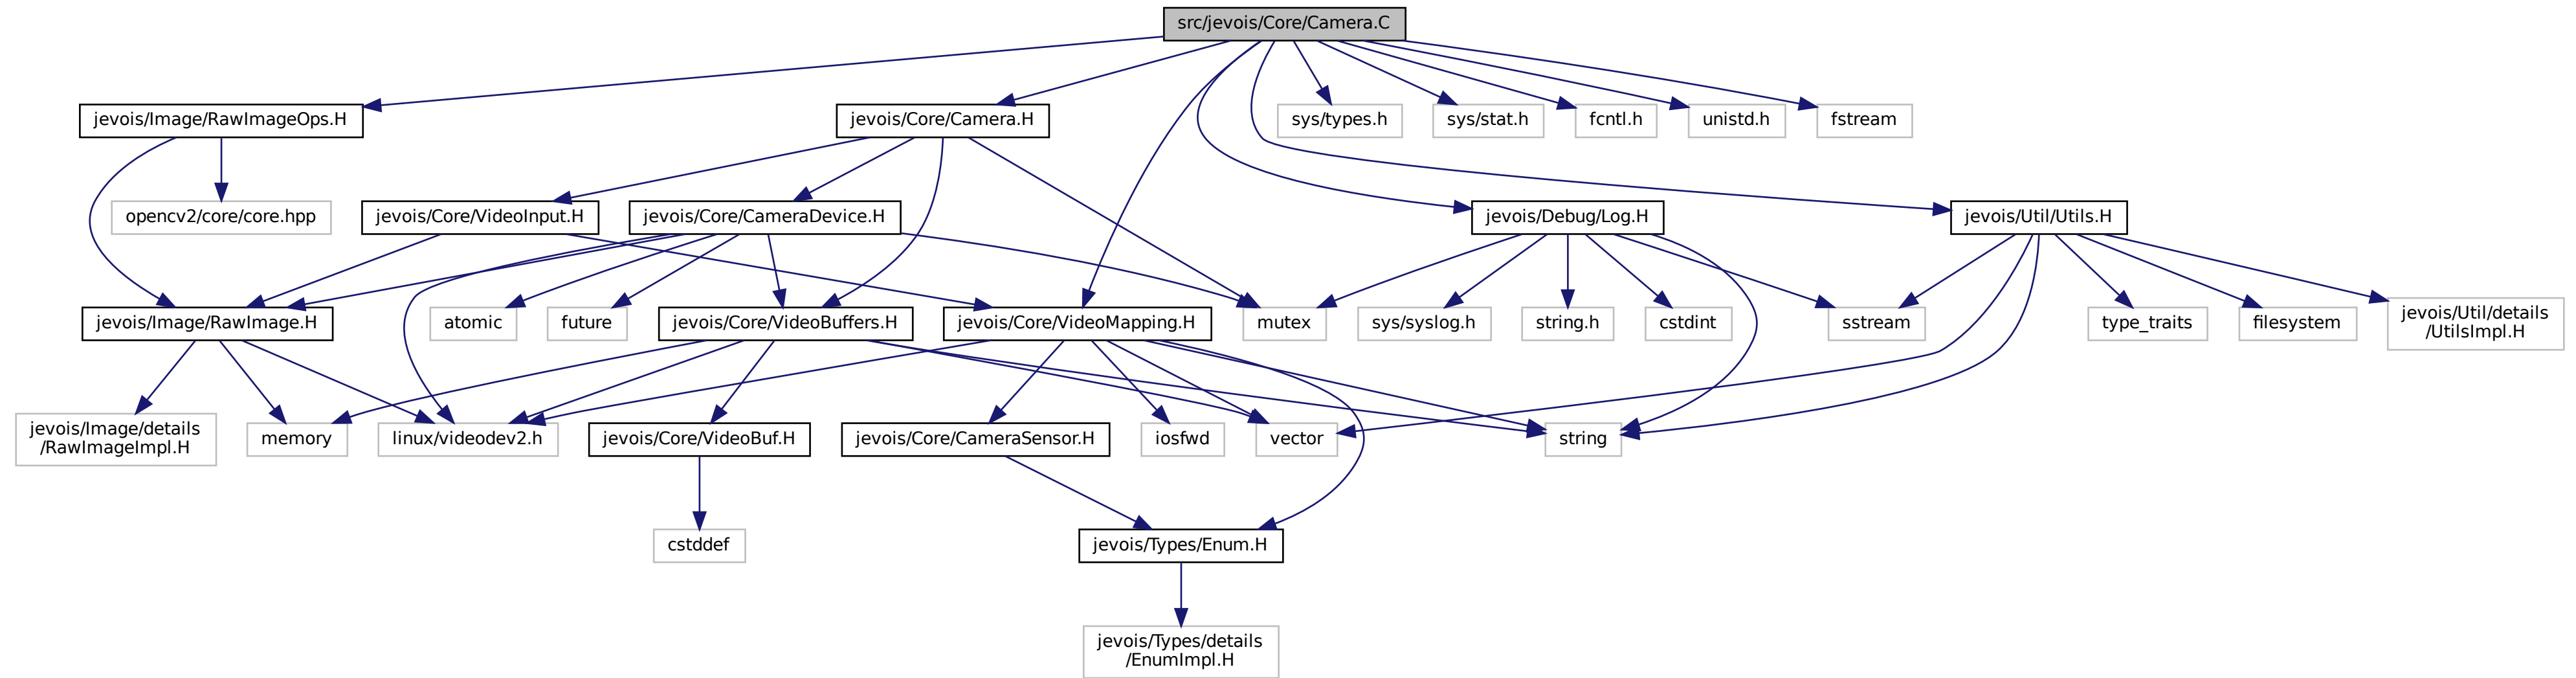 src/jevois/Core/Camera.C
jevois/Image/RawImageOps.H
jevois/Core/Camera.H
sys/types.h
sys/stat.h
fcntl.h
unistd.h
fstream
opencv2/core/core.hpp
jevois/Core/VideoInput.H
jevois/Core/CameraDevice.H
jevois/Debug/Log.H
jevois/Util/Utils.H
jevois/Image/RawImage.H
atomic
future
jevois/Core/VideoBuffers.H
jevois/Core/VideoMapping.H
mutex
sys/syslog.h
string.h
cstdint
sstream
type_traits
filesystem
jevois/Util/details
/UtilsImpl.H
jevois/Image/details
/RawImageImpl.H
memory
linux/videodev2.h
jevois/Core/VideoBuf.H
jevois/Core/CameraSensor.H
iosfwd
vector
string
cstddef
jevois/Types/Enum.H
jevois/Types/details
/EnumImpl.H